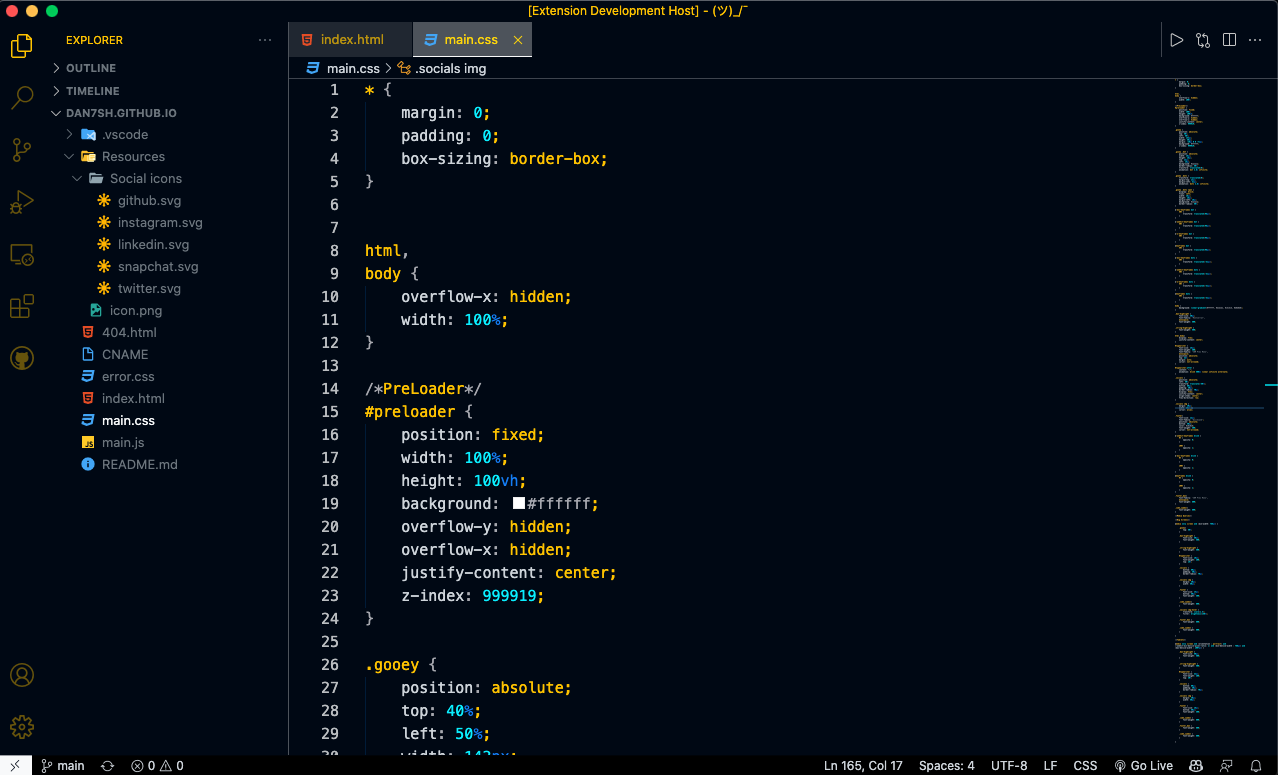 [Extension Development Host] - (ツ)_/¯
EXPLORER
OUTLINE
TIMELINE
DAN7SH.GITHUB.IO
.vscode
Resources
Social icons
github.svg
instagram.svg
linkedin.svg
snapchat.svg
twitter.svg
icon.png
404.html
CNAME
error.css
index.html
main.css
main.js
README.md
index.html
main.css
main.css > .socials img
1 * {
2 margin: 0;
3 padding: 0;
4 box-sizing: border-box;
5 }
6
7
8 html,
9 body {
10 overflow-x: hidden;
11 width: 100%;
12 }
13
14 /*PreLoader*/
15 #preloader {
16 position: fixed;
17 width: 100%;
18 height: 100vh;
19 background: #ffffff;
20 overflow-y: hidden;
21 overflow-x: hidden;
22 justify-content: center;
23 z-index: 999919;
24 }
25
26 .gooey {
27 position: absolute;
28 top: 40%;
29 left: 50%;
30 width: 142px;
main
0
0
Ln 165, Col 17
Spaces: 4
UTF-8
LF
CSS
Go Live